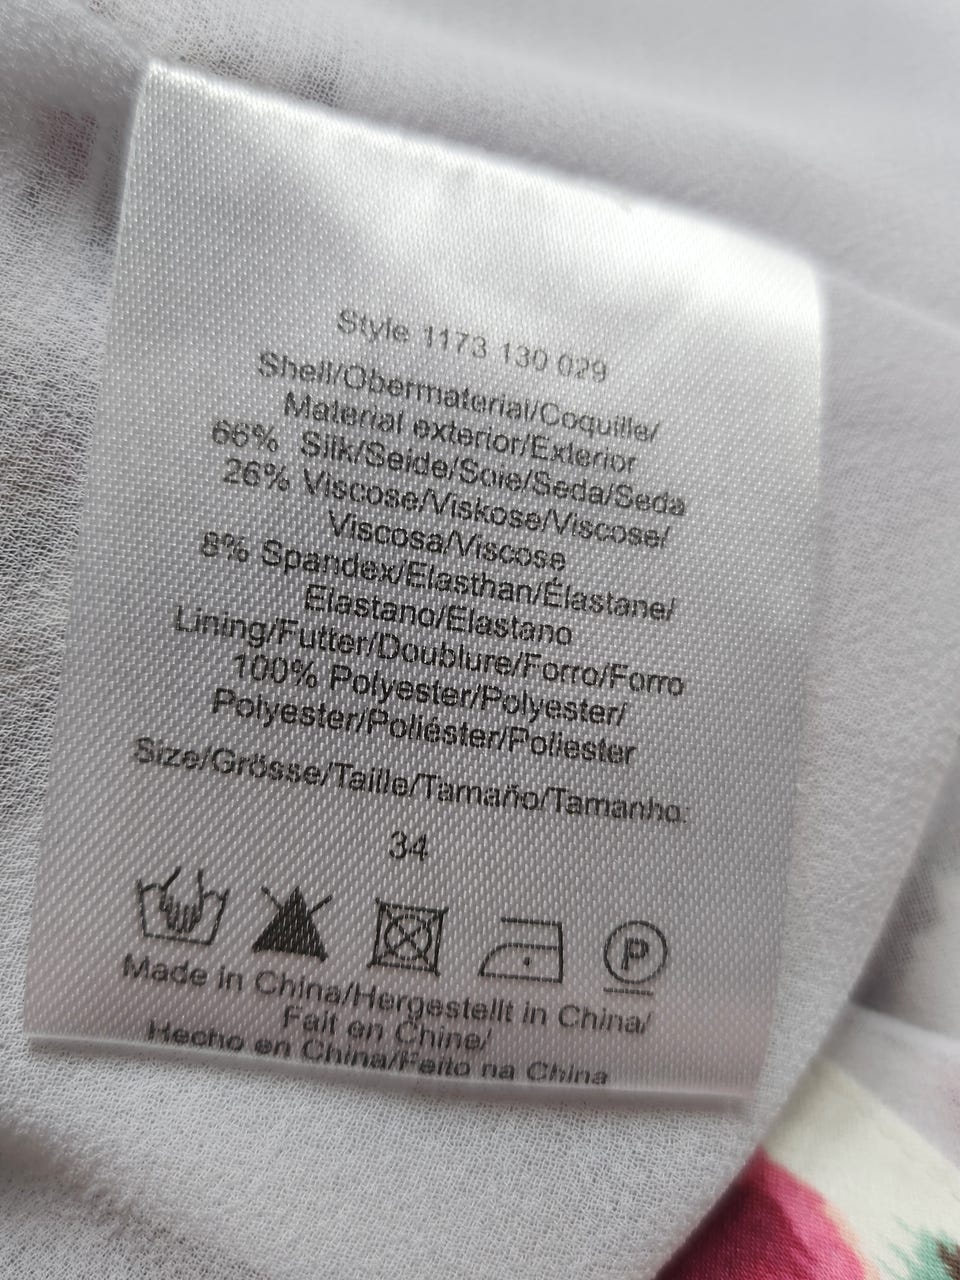 Style 1173 130 029
Shell/Obermaterial/Coquille/
Material exterior/Exterior
66% Silk/Seide/Soie/Seda/Seda
26% Viscose/Viskose/Viscose/
Viscosa/Viscose
8% Spandex/Elasthan/Élastane/
Elastano/Elastano
Lining/Futter/Doublure/Forro/Forro
100% Polyester/Polyester/
Polyester/Poliéster/Poliester
Size/Grösse/Taille/Tamaño/Tamanho:
34
P
Made in China/Hergestellt in China/
Fait en Chine/
Hecho en China/Feito na China